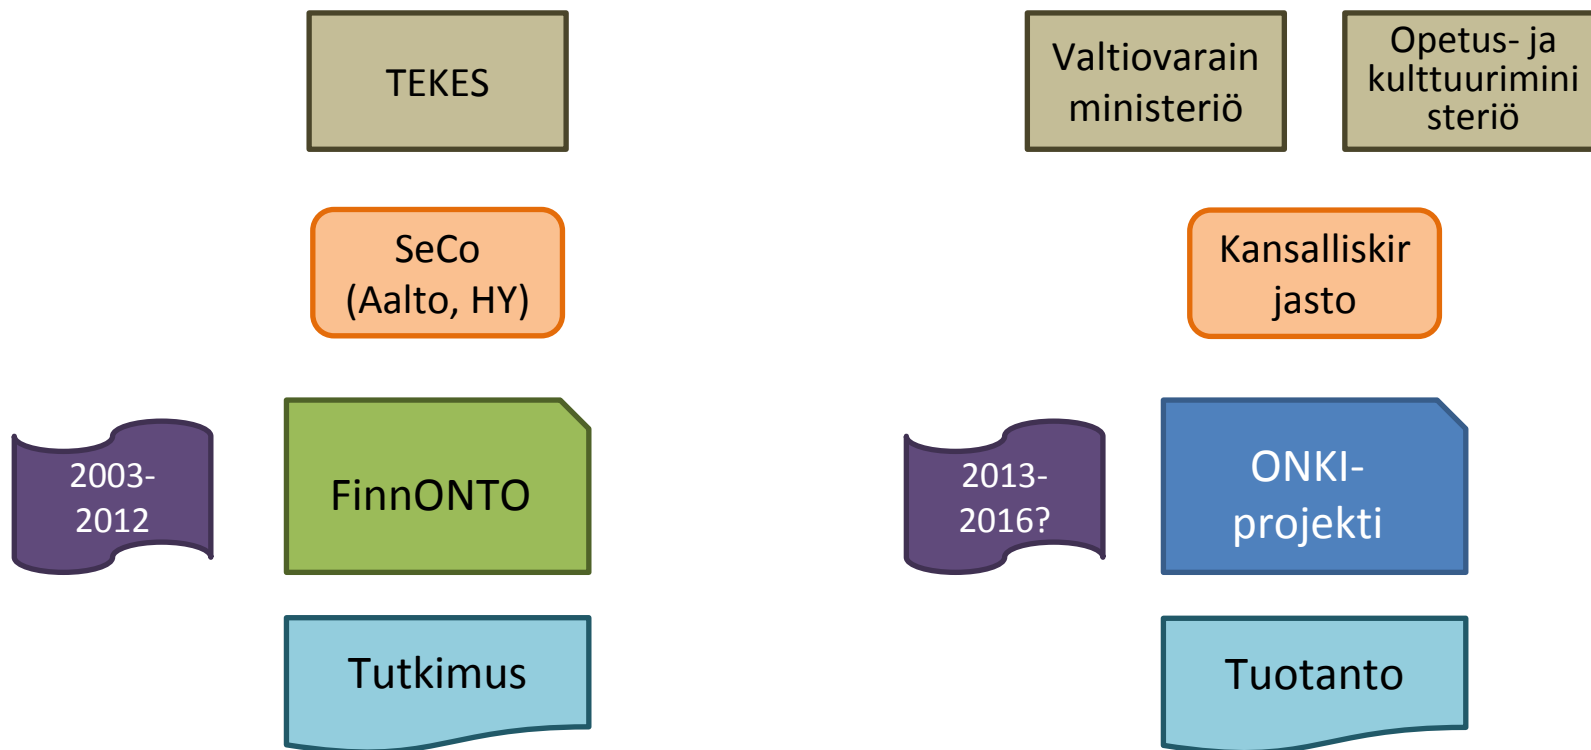 TEKES
Valtiovarain
ministeriö
Opetus- ja
kulttuurimini
steriö
SeCo
(Aalto, HY)
Kansalliskir
jasto
2003-
2012
FinnONTO
2013-
2016?
ONKI-
projekti
Tutkimus
Tuotanto